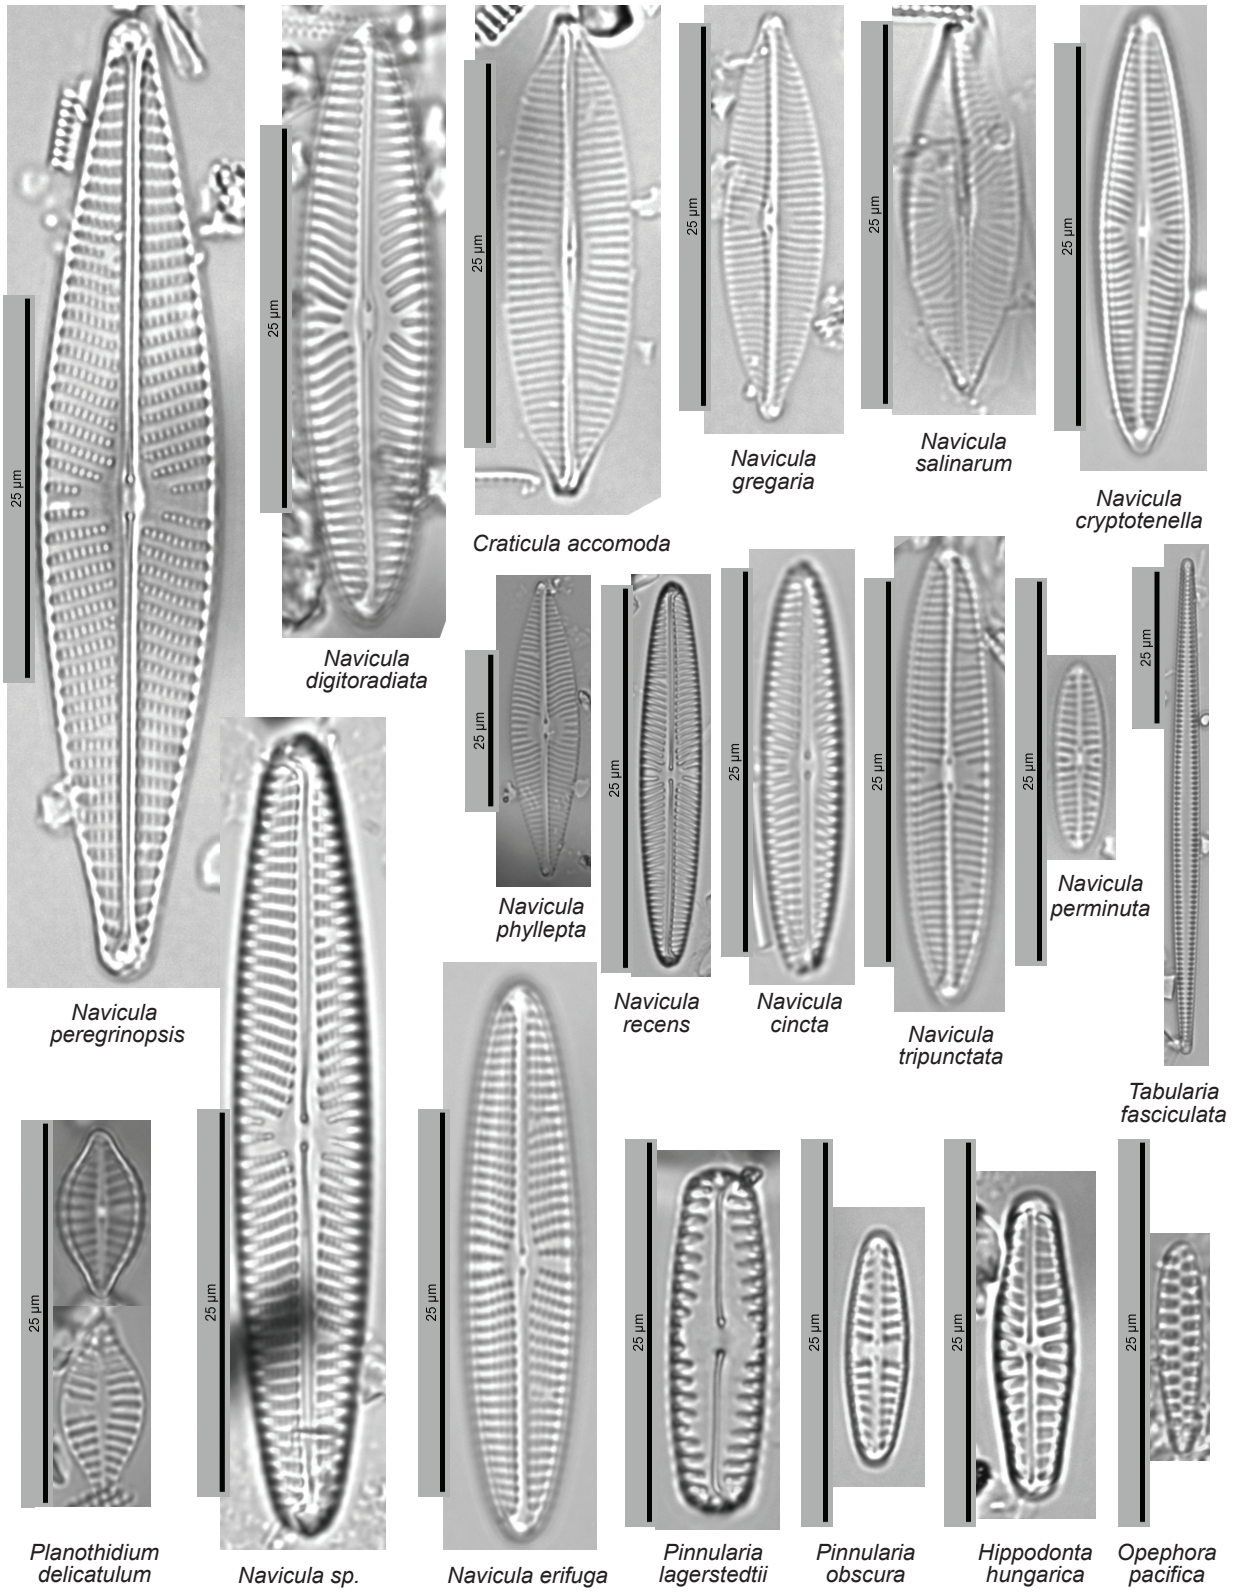 25 µm
25 µm
25 µm
25 µm
25 µm
25 µm
Navicula
gregaria
Navicula
salinarum
Navicula
cryptotenella
Craticula accomoda
Navicula
digitoradiata
25 µm
25 µm
25 µm
25 µm
25 µm
25 µm
Navicula
phyllepta
Navicula
perminuta
Navicula
peregrinopsis
Navicula
recens
Navicula
cincta
Navicula
tripunctata
Tabularia
fasciculata
25 µm
25 µm
25 µm
25 µm
25 µm
25 µm
25 µm
Planothidium
delicatulum
Navicula sp.
Navicula erifuga
Pinnularia
lagerstedtii
Pinnularia
obscura
Hippodonta
hungarica
Opephora
pacifica